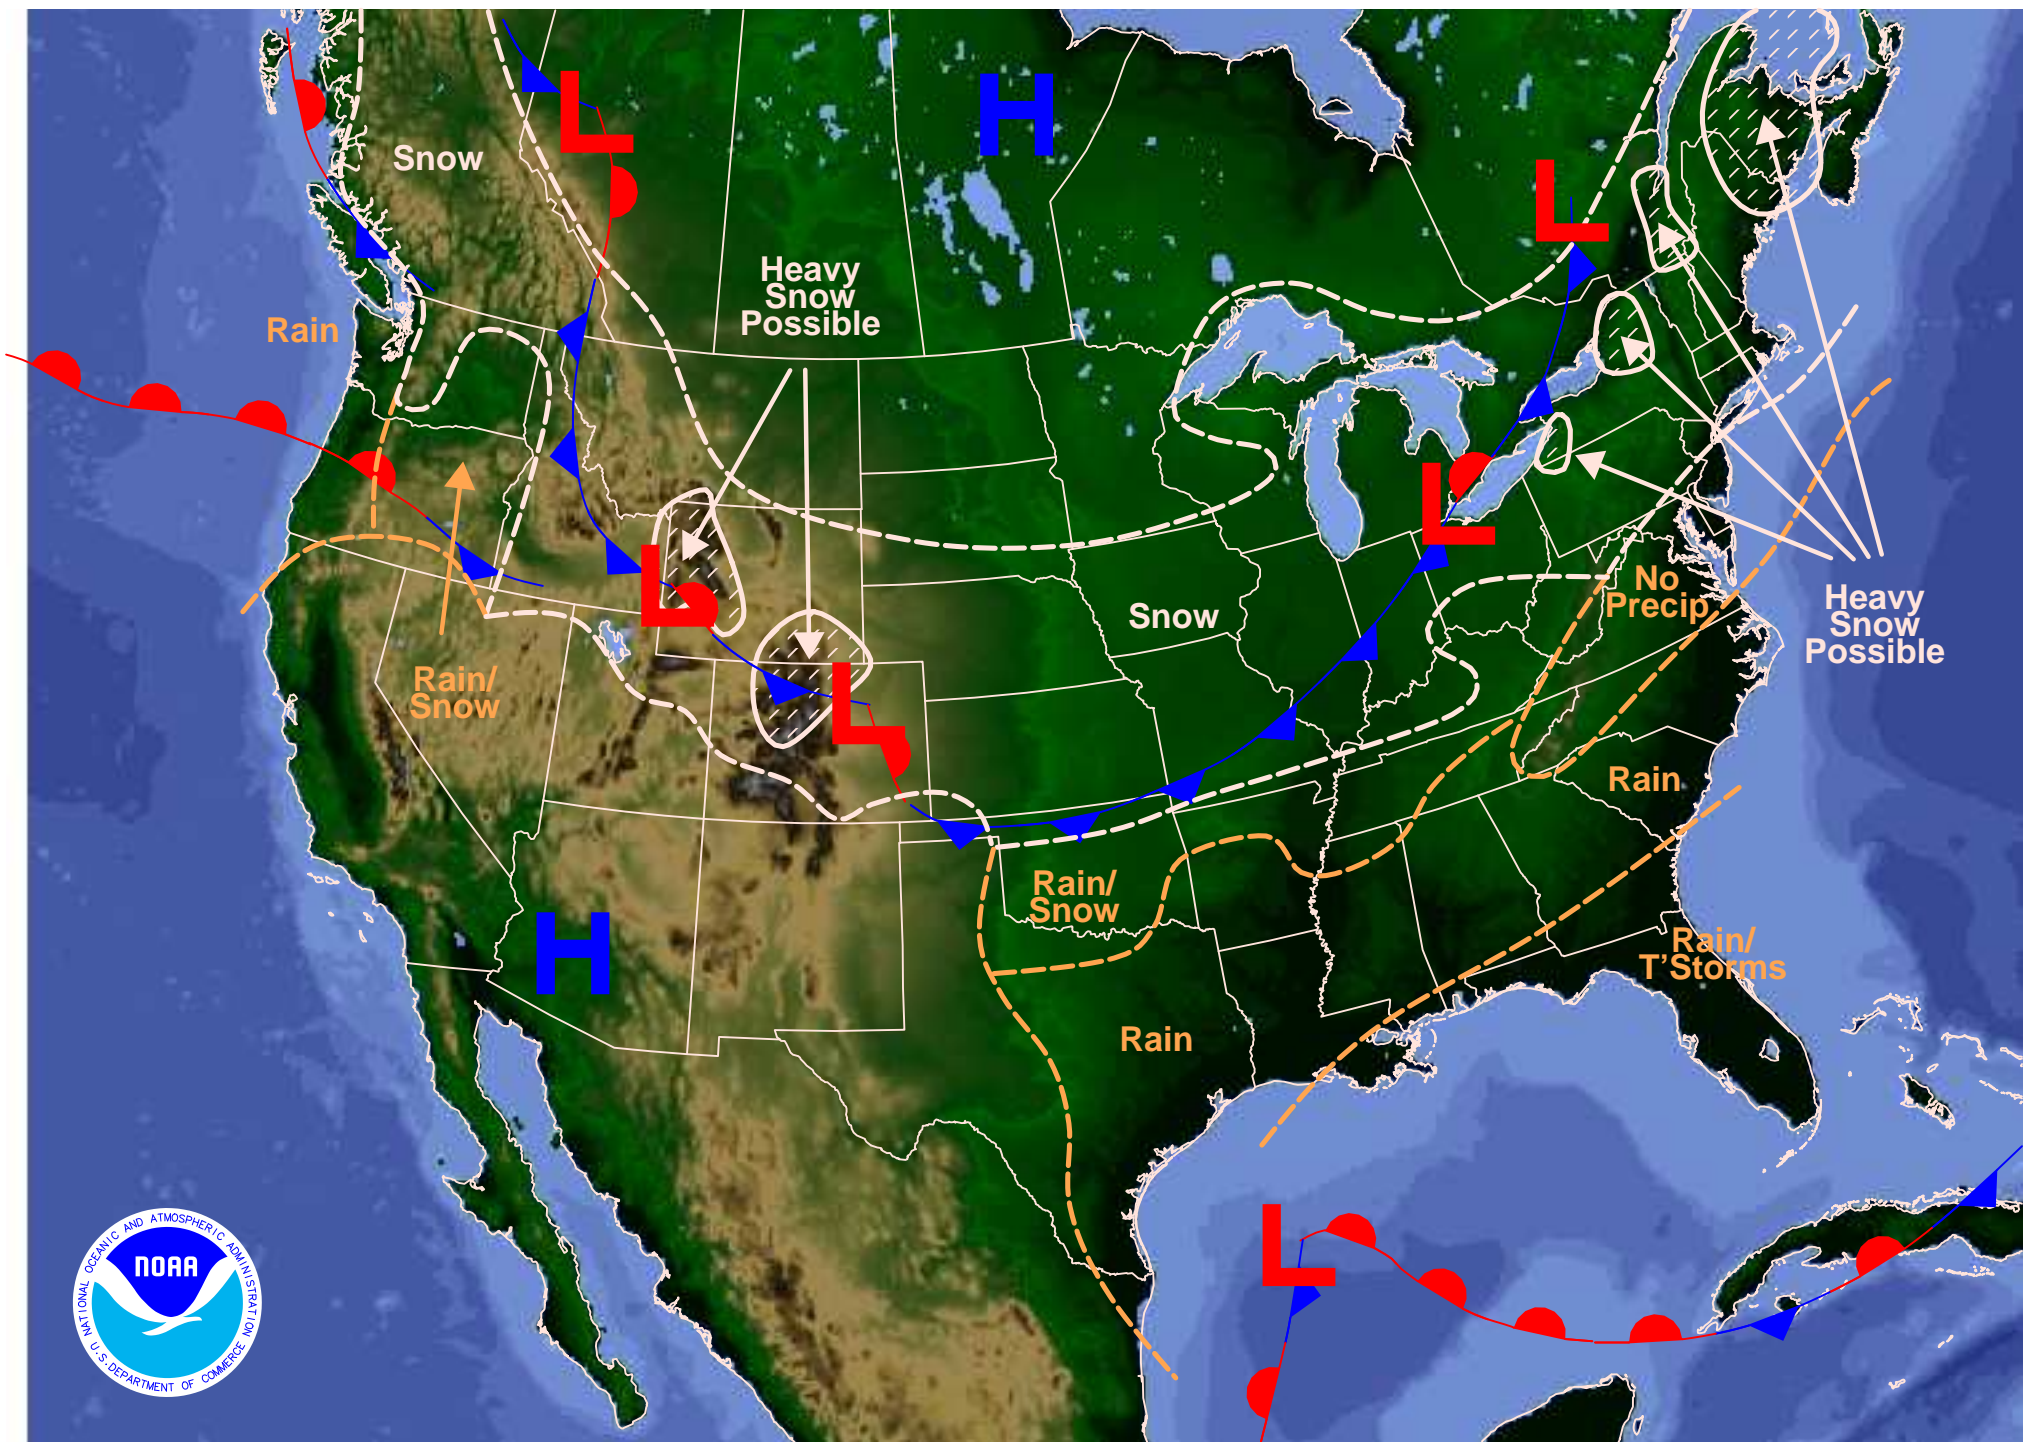 H
L
Snow
L
Heavy
Snow
Possible
Rain
L
No
Precip
Snow
Heavy
Snow
Possible
L
L
Rain/
Snow
Rain
Rain/
Snow
H
Rain/
T'Storms
Rain
L
NATIONAL OCEANIC AND ATMOSPHERIC ADMINISTRATION
NOAA
U.S. DEPARTMENT OF COMMERCE